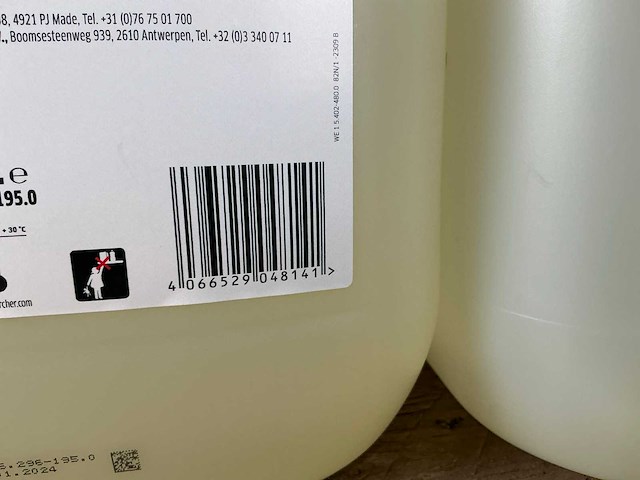 8, 4921 PJ Made, Tel. +31 (0)76 75 01 700
., Boomsesteenweg 939, 2610 Antwerpen, Tel. +32 (0)3 340 07 11
WE 1 5.402-480.0 82N/1 -2309 B
℮
195.0
+ 30 °C
rcher.com
4 066529 048141 >
.296-195.0
1.2024